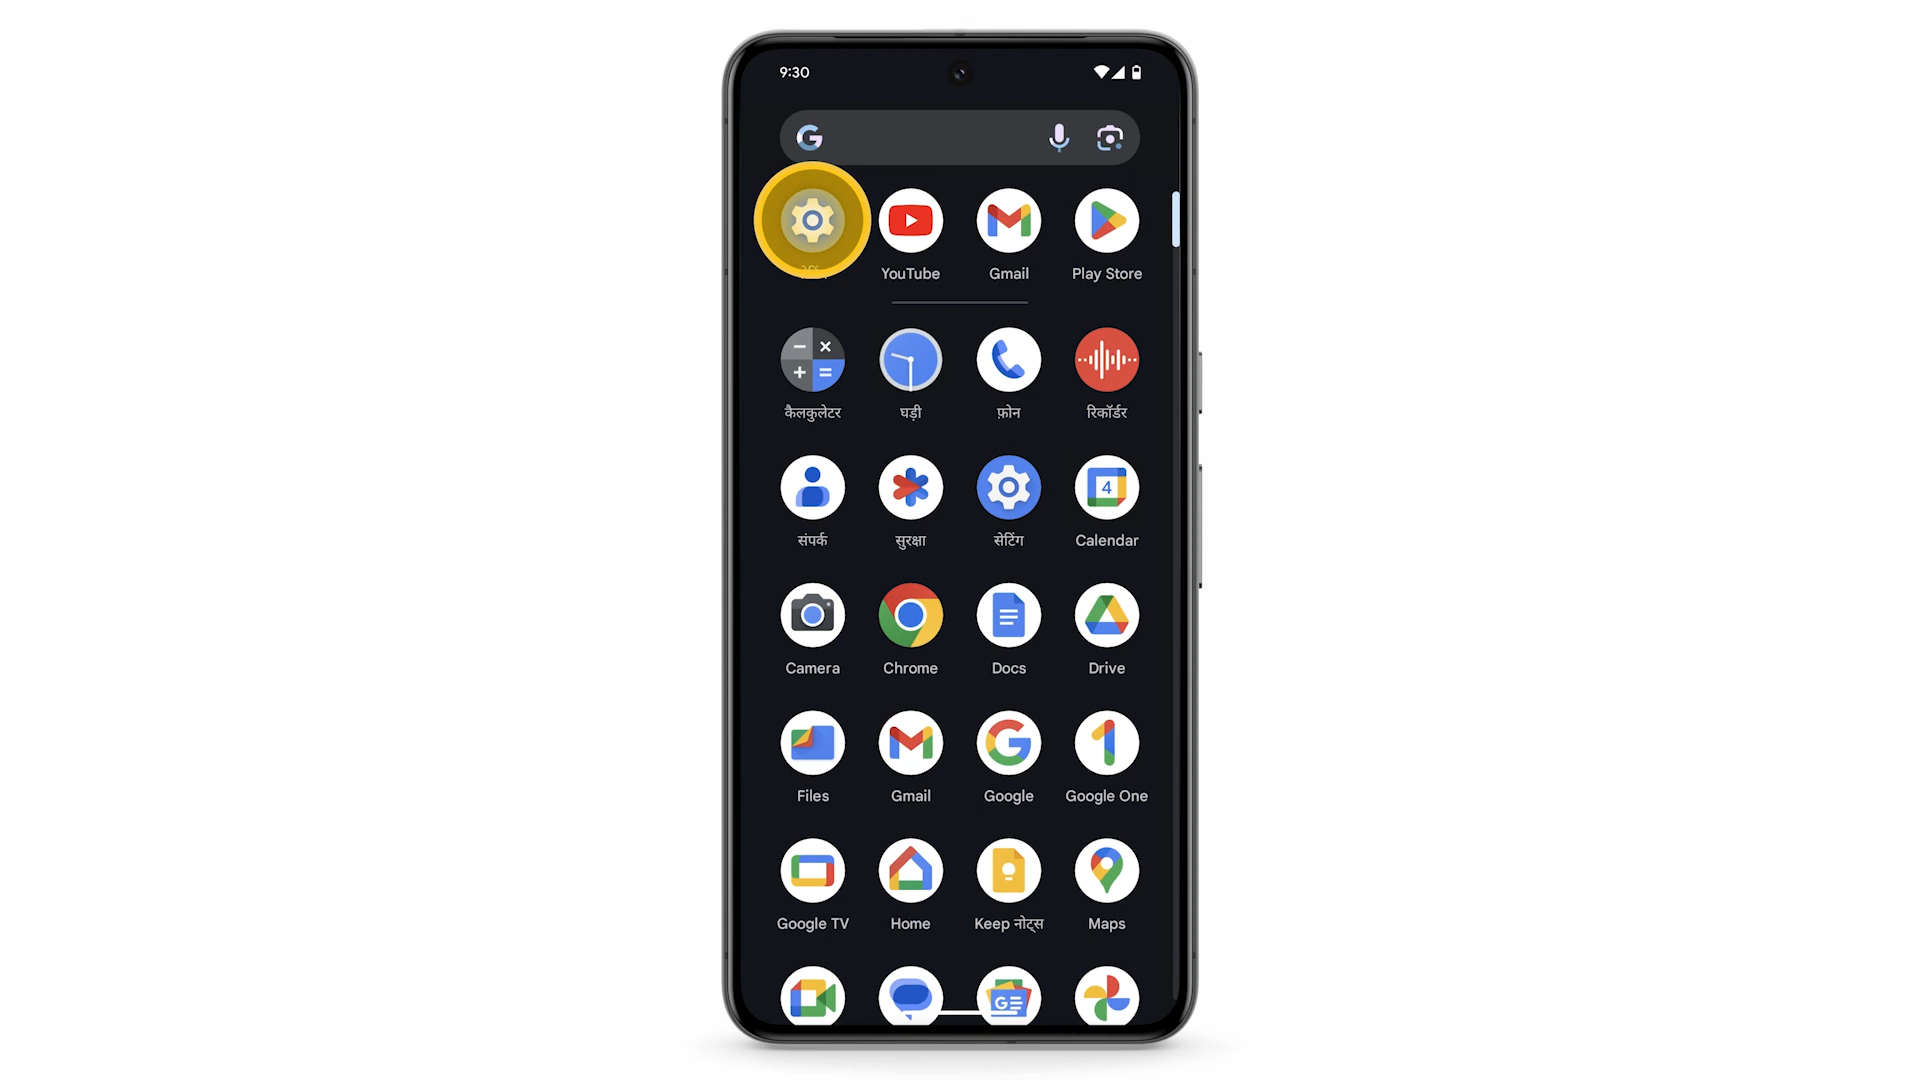 9:30
YouTube
Gmail
Play Store
कैलकुलेटर
घड़ी
फ़ोन
रिकॉर्डर
संपर्क
सुरक्षा
सेटिंग
4
Calendar
Camera
Chrome
Docs
Drive
Files
Gmail
Google
Google One
Google TV
Home
Keep नोट्स
Maps